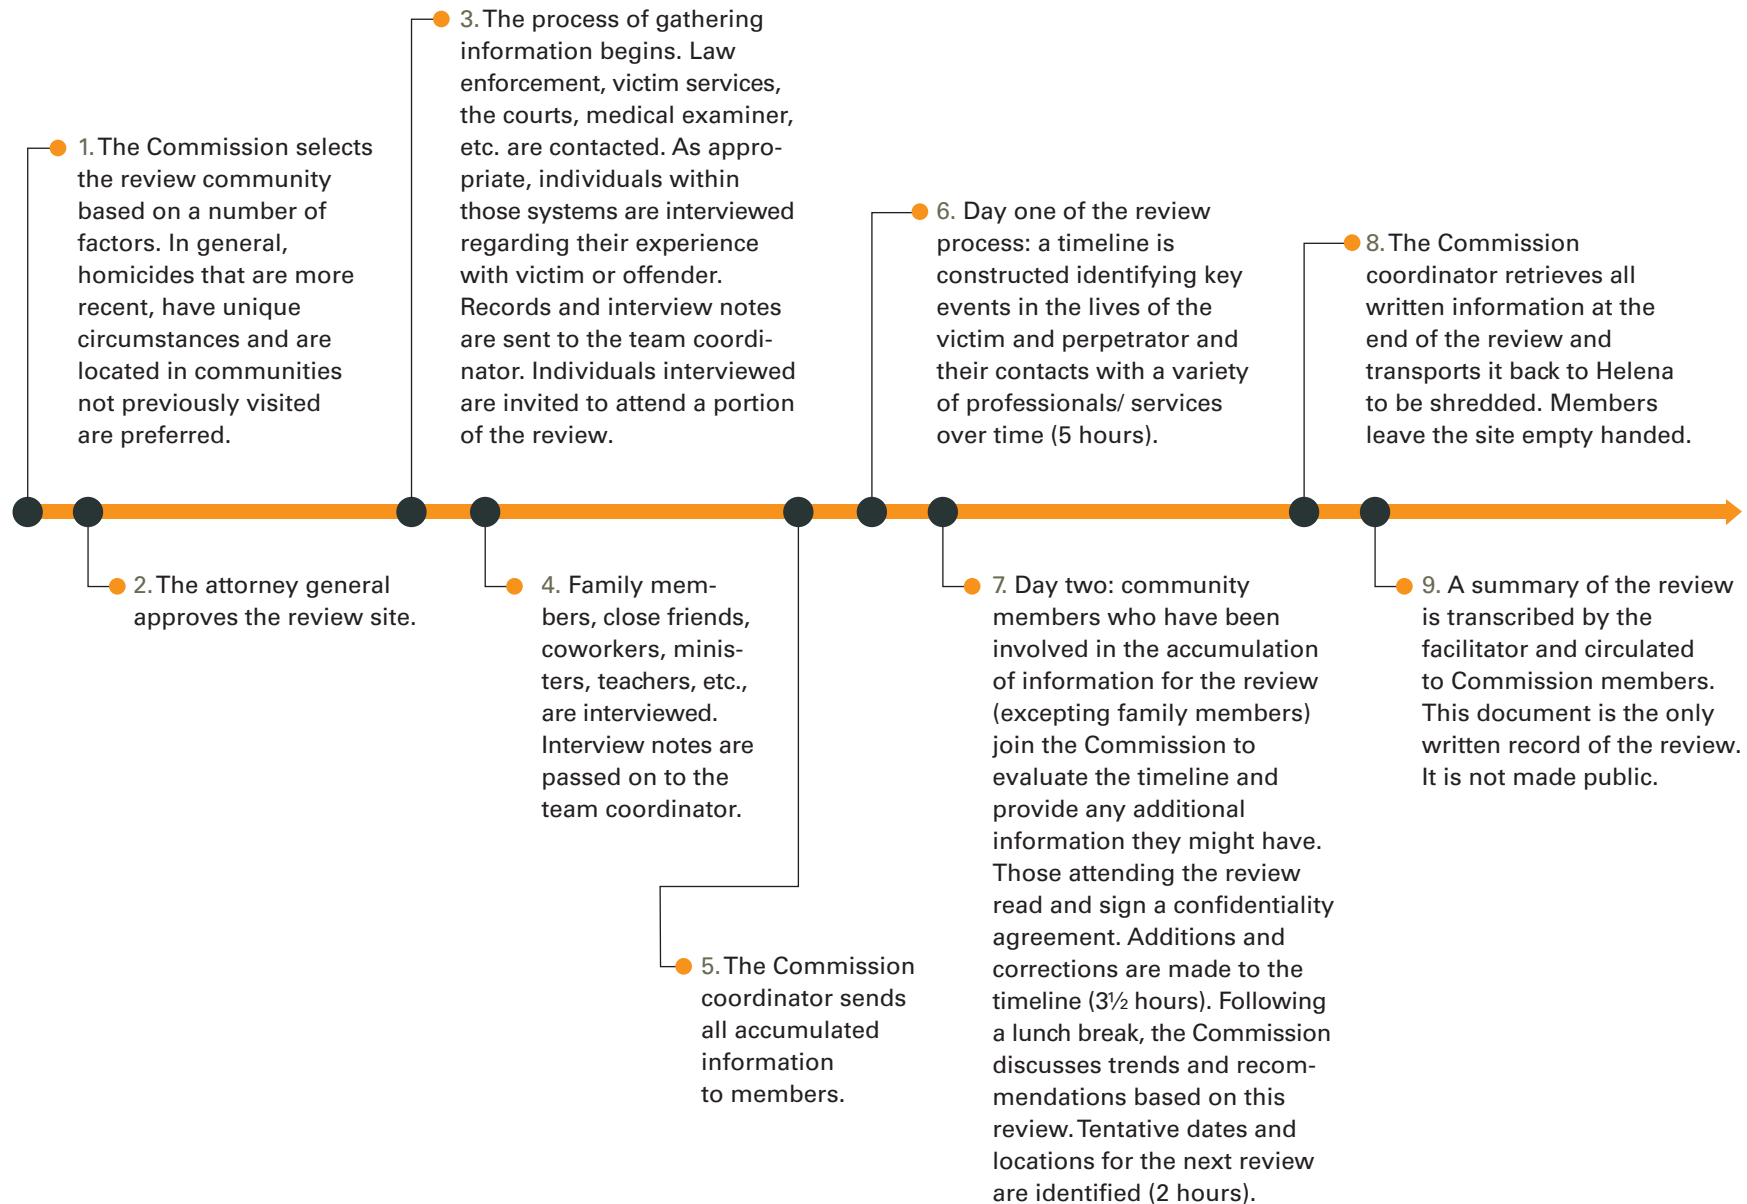 1. The Commission selects
the review community
based on a number of
factors. In general,
homicides that are more
recent, have unique
circumstances and are
located in communities
not previously visited
are preferred.
2. The attorney general
approves the review site.
3. The process of gathering
information begins. Law
enforcement, victim services,
the courts, medical examiner,
etc. are contacted. As appro-
priate, individuals within
those systems are interviewed
regarding their experience
with victim or offender.
Records and interview notes
are sent to the team coordi-
nator. Individuals interviewed
are invited to attend a portion
of the review.
4. Family mem-
bers, close friends,
coworkers, minis-
ters, teachers, etc.,
are interviewed.
Interview notes are
passed on to the
team coordinator.
5. The Commission
coordinator sends
all accumulated
information
to members.
6. Day one of the review
process: a timeline is
constructed identifying key
events in the lives of the
victim and perpetrator and
their contacts with a variety
of professionals/ services
over time (5 hours).
7. Day two: community
members who have been
involved in the accumulation
of information for the review
(excepting family members)
join the Commission to
evaluate the timeline and
provide any additional
information they might have.
Those attending the review
read and sign a confidentiality
agreement. Additions and
corrections are made to the
timeline (3½ hours). Following
a lunch break, the Commission
discusses trends and recom-
mendations based on this
review. Tentative dates and
locations for the next review
are identified (2 hours).
8. The Commission
coordinator retrieves all
written information at the
end of the review and
transports it back to Helena
to be shredded. Members
leave the site empty handed.
9. A summary of the review
is transcribed by the
facilitator and circulated
to Commission members.
This document is the only
written record of the review.
It is not made public.